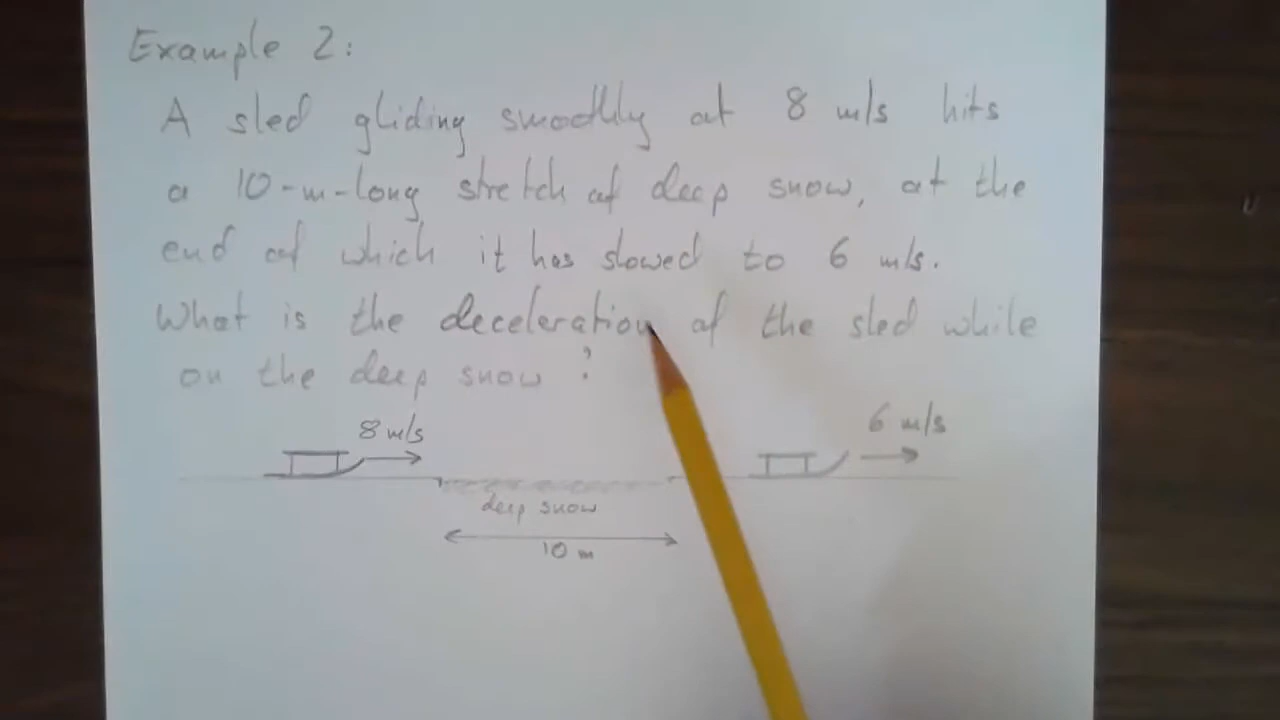 Example 2:
A sled gliding smoothly at 8 m/s hits
a 10-m-long stretch of deep snow, at the
end of which it has slowed to 6 m/s.
What is the deceleration of the sled while
on the deep snow?
8 m/s
6 m/s
deep snow
10 m